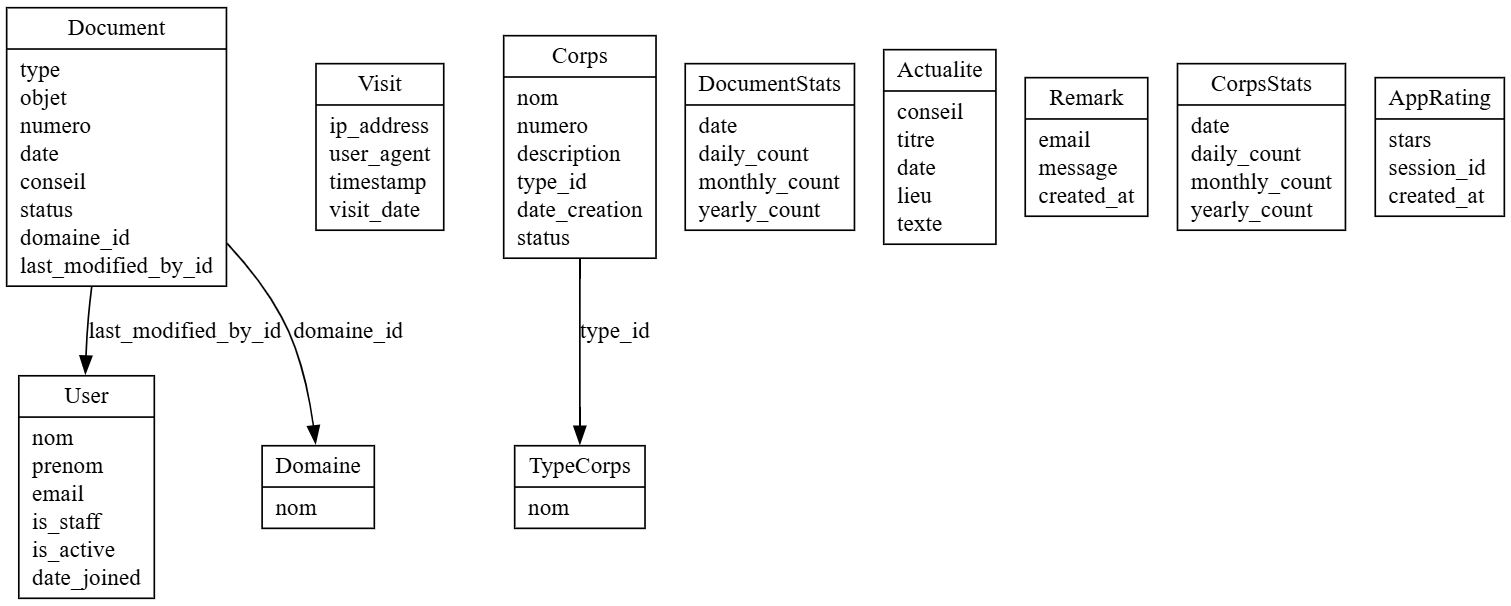 Document
type
objet
numero
date
conseil
status
domaine_id
last_modified_by_id
Visit
ip_address
user_agent
timestamp
visit_date
Corps
nom
numero
description
type_id
date_creation
status
DocumentStats
date
daily_count
monthly_count
yearly_count
Actualite
conseil
titre
date
lieu
texte
Remark
email
message
created_at
CorpsStats
date
daily_count
monthly_count
yearly_count
AppRating
stars
session_id
created_at
last_modified_by_id
domaine_id
type_id
User
nom
prenom
email
is_staff
is_active
date_joined
Domaine
nom
TypeCorps
nom